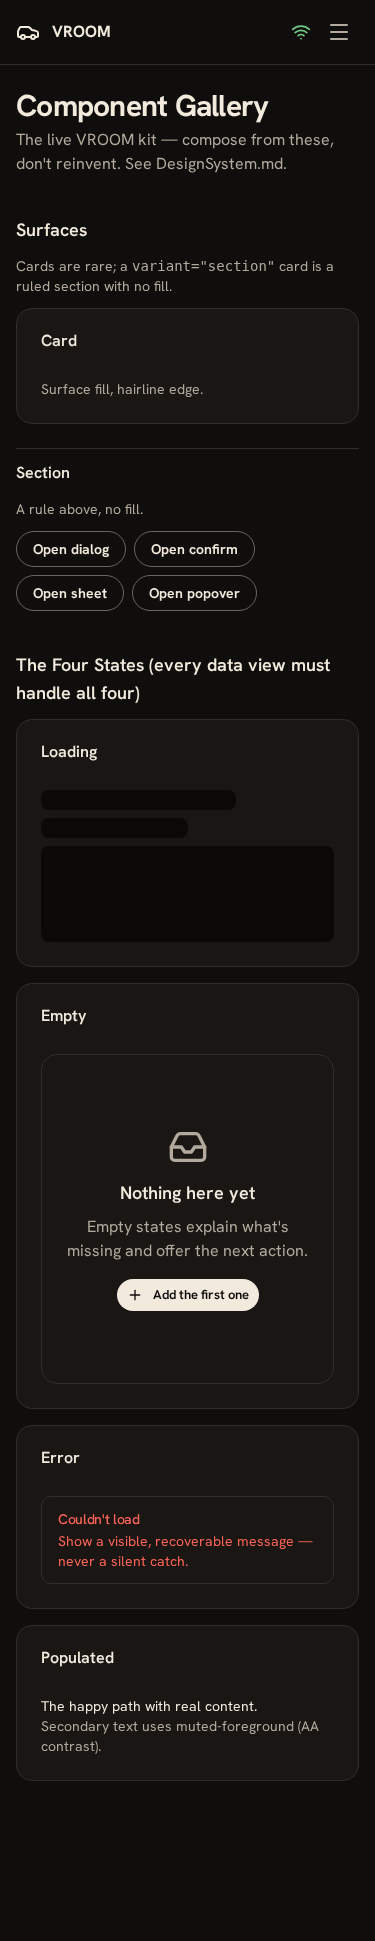 VROOM
Component Gallery
The live VROOM kit — compose from these,
don't reinvent. See DesignSystem.md.
Surfaces
Cards are rare; a variant="section" card is a
ruled section with no fill.
Card
Surface fill, hairline edge.
Section
A rule above, no fill.
Open dialog
Open confirm
Open sheet
Open popover
The Four States (every data view must
handle all four)
Loading
Empty
Nothing here yet
Empty states explain what's
missing and offer the next action.
Add the first one
Error
Couldn't load
Show a visible, recoverable message —
never a silent catch.
Populated
The happy path with real content.
Secondary text uses muted-foreground (AA
contrast).